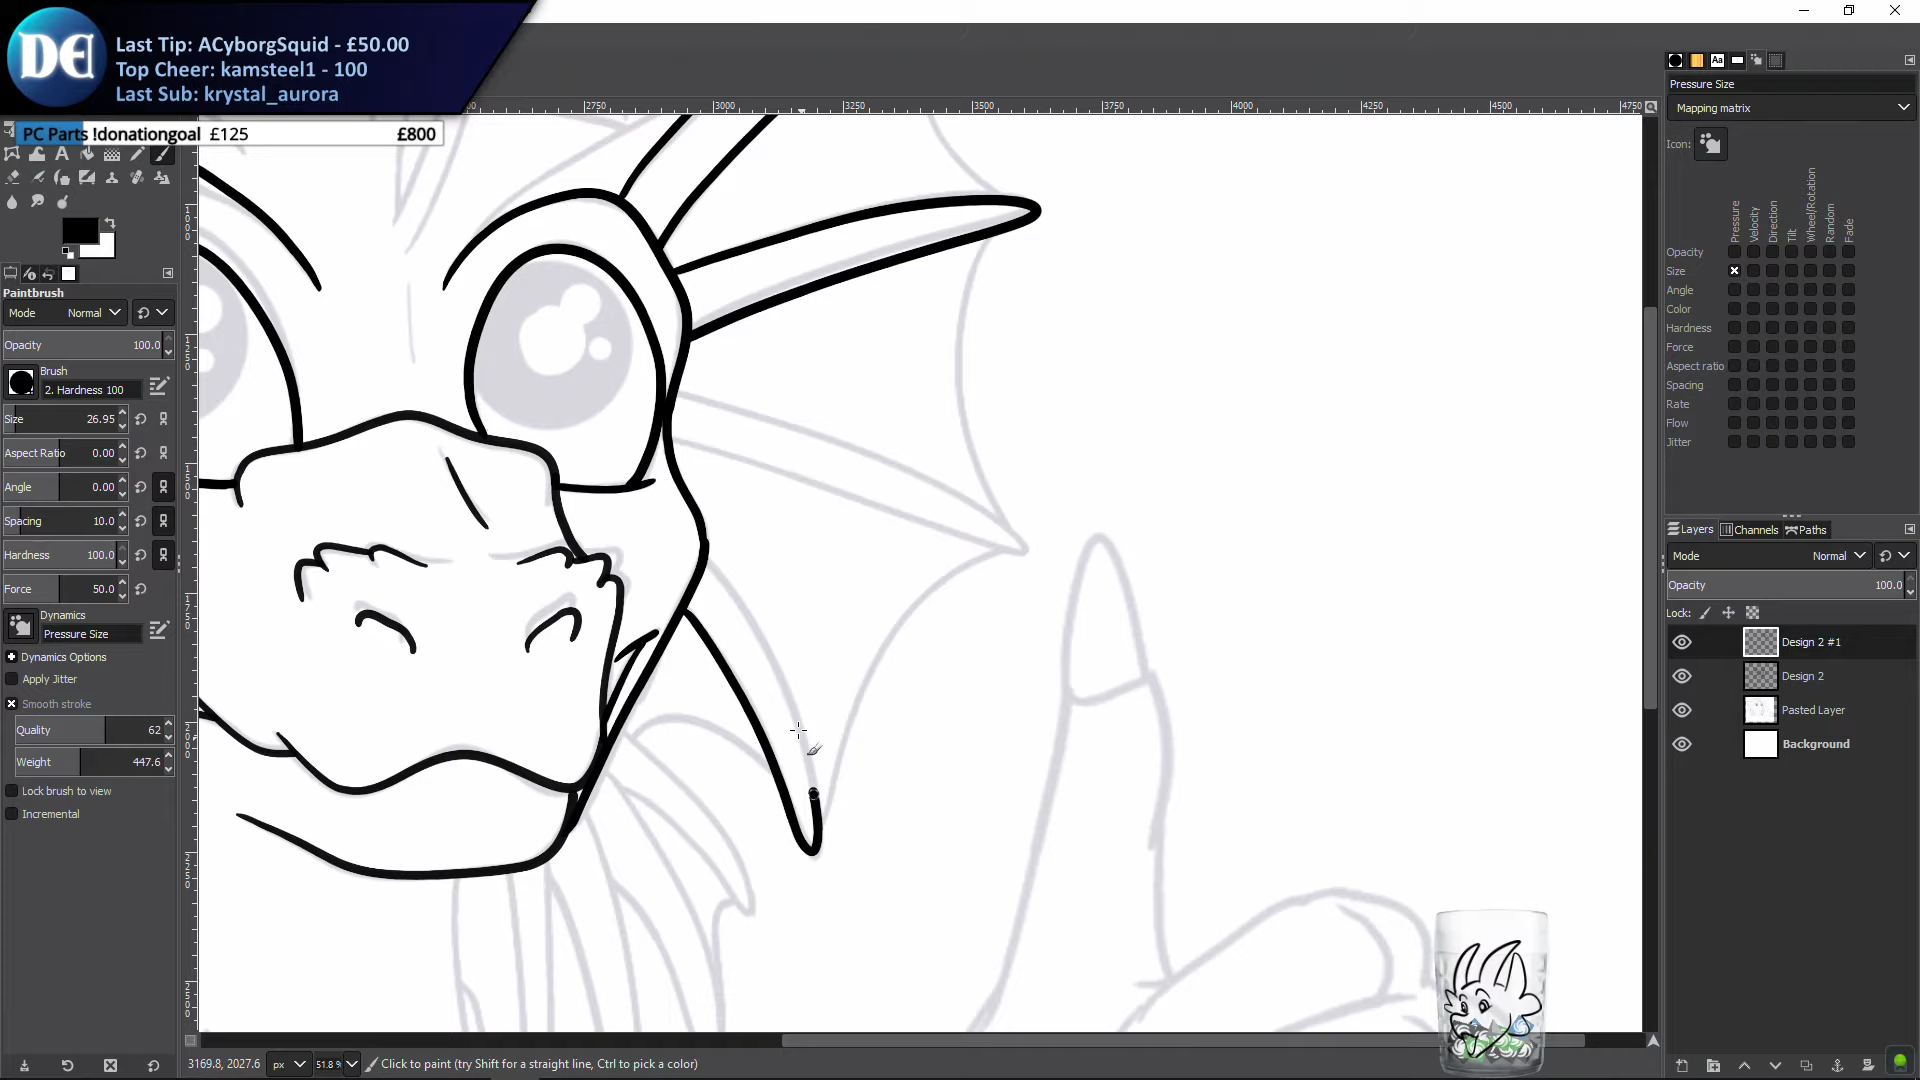 DE
Last Tip: ACyborgSquid - £50.00
Top Cheer: kamsteel1 - 100
Last Sub: krystal_aurora
PC Parts !donationgoal £125 £800
2750 3000 3250 3500 3750 4000 4250 4500 4750
Paintbrush
Mode Normal
Opacity 100.0
Brush
2. Hardness 100
Size 26.95
Aspect Ratio 0.00
Angle 0.00
Spacing 10.0
Hardness 100.0
Force 50.0
Dynamics
Pressure Size
Dynamics Options
Apply Jitter
Smooth stroke
Quality 62
Weight 447.6
Lock brush to view
Incremental
3169.8, 2027.6 px 51.8 % Click to paint (try Shift for a straight line, Ctrl to pick a color)
Aa
Pressure Size
Mapping matrix
Icon:
Pressure Velocity Direction Tilt Wheel/Rotation Random Fade
Opacity
Size
Angle
Color
Hardness
Force
Aspect ratio
Spacing
Rate
Flow
Jitter
Layers Channels Paths
Mode Normal
Opacity 100.0
Lock:
Design 2 #1
Design 2
Pasted Layer
Background